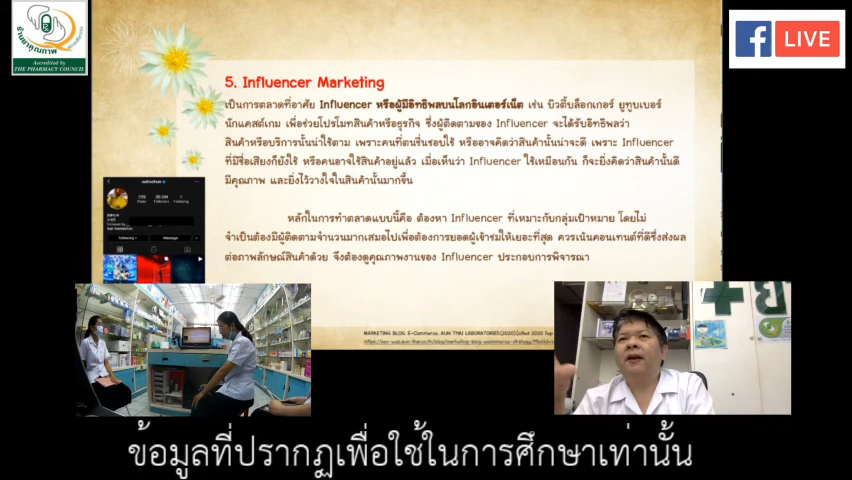 ร้านยาคุณภาพ
Accredited by
THE PHARMACY COUNCIL
LIVE
5. Influencer Marketing
เป็นการตลาดที่อาศัย Influencer หรือผู้มีอิทธิพลบนโลกอินเตอร์เน็ต เช่น บิวตี้บล็อกเกอร์ ยูทูบเบอร์
นักแคสต์เกม เพื่อช่วยโปรโมทสินค้าหรือธุรกิจ ซึ่งผู้ติดตามของ Influencer จะได้รับอิทธิพลว่า
สินค้าหรือบริการนั้นน่าใช้ตาม เพราะคนที่ตนชื่นชอบใช้ หรืออาจคิดว่าสินค้านั้นน่าจะดี เพราะ Influencer
ที่มีชื่อเสียงก็ยังใช้ หรือคนอาจใช้สินค้าอยู่แล้ว เมื่อเห็นว่า Influencer ใช้เหมือนกัน ก็จะยิ่งคิดว่าสินค้านั้นดี
มีคุณภาพ และยิ่งไว้วางใจในสินค้านั้นมากขึ้น
หลักในการทำตลาดแบบนี้คือ ต้องหา Influencer ที่เหมาะกับกลุ่มเป้าหมาย โดยไม่
จำเป็นต้องมีผู้ติดตามจำนวนมากเสมอไปเพื่อต้องการยอดผู้เข้าชมให้เยอะที่สุด ควรเน้นคอนเทนต์ที่ดีซึ่งส่งผล
ต่อภาพลักษณ์สินค้าด้วย จึงต้องดูคุณภาพงานของ Influencer ประกอบการพิจารณา
Following
Message
MARKETING BLOG. E-Commerce. AUN THAI LABORATORIES.(2020)[cited 2020 Sep
ข้อมูลที่ปรากฏเพื่อใช้ในการศึกษาเท่านั้น